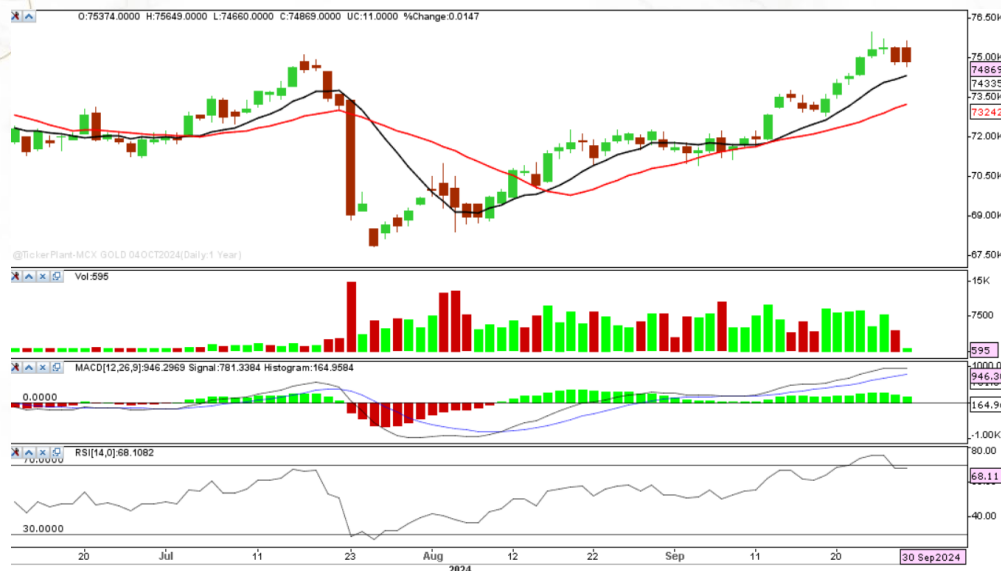 O:75374.0000 H:75649.0000 L:74660.0000 C:74869.0000 UC:11.0000 %Change:0.0147
76.50K
75.00K
74869
74335
73.50K
73242
72.00K
70.50K
69.00K
67.50K
@TickerPlant-MCX GOLD 04OCT2024(Daily:1 Year)
Vol:595
15K
7500
595
MACD[12,26,9]:946.2969 Signal:781.3384 Histogram:164.9584
1000.0
946.30
0.0000
164.96
-1.00K
RSI[14,0]:68.1082
70.0000
80.00
68.11
40.00
30.0000
20 Jul 11 23 Aug 12 22 Sep 11 20 30 Sep2024
2024